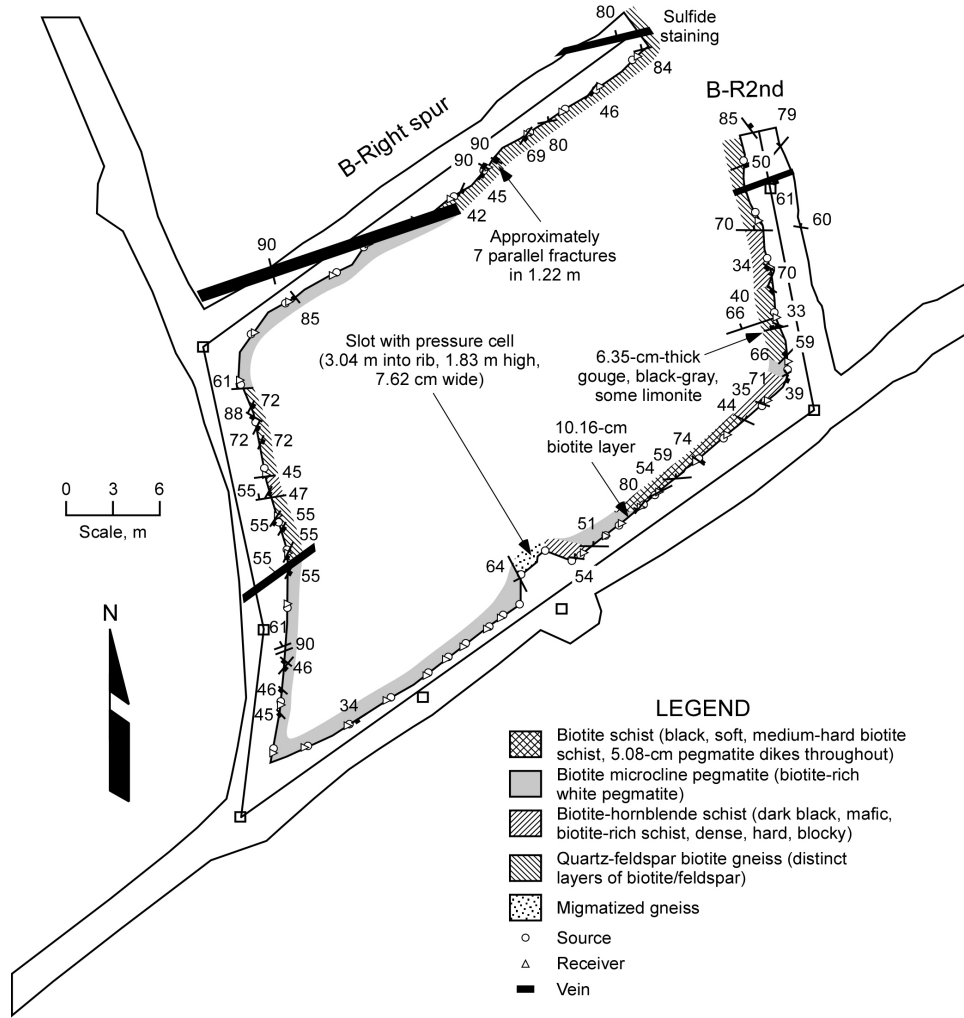 80
Sulfide
staining
84
B-Right spur
46
B-R2nd
80
69
90
90
45
42
85
79
50
61
60
70
34
70
40
66
33
59
66
71
35
39
44
74
59
54
80
90
85
Approximately
7 parallel fractures
in 1.22 m
Slot with pressure cell
(3.04 m into rib, 1.83 m high,
7.62 cm wide)
6.35-cm-thick
gouge, black-gray,
some limonite
10.16-cm
biotite layer
61
72
88
72
72
45
47
55
55
55
55
55
55
51
54
64
61
90
46
46
45
34
0 3 6
Scale, m
N
LEGEND
Biotite schist (black, soft, medium-hard biotite
schist, 5.08-cm pegmatite dikes throughout)
Biotite microcline pegmatite (biotite-rich
white pegmatite)
Biotite-hornblende schist (dark black, mafic,
biotite-rich schist, dense, hard, blocky)
Quartz-feldspar biotite gneiss (distinct
layers of biotite/feldspar)
Migmatized gneiss
Source
Receiver
Vein